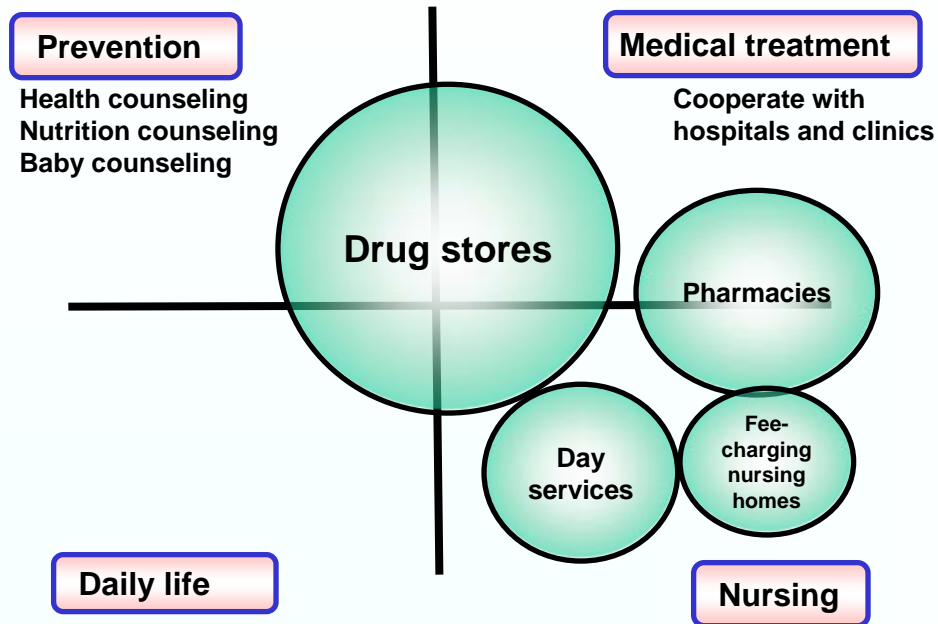 Prevention
Health counseling
Nutrition counseling
Baby counseling
Medical treatment
Cooperate with
hospitals and clinics
Drug stores
Pharmacies
Day
services
Fee-
charging
nursing
homes
Daily life
Nursing